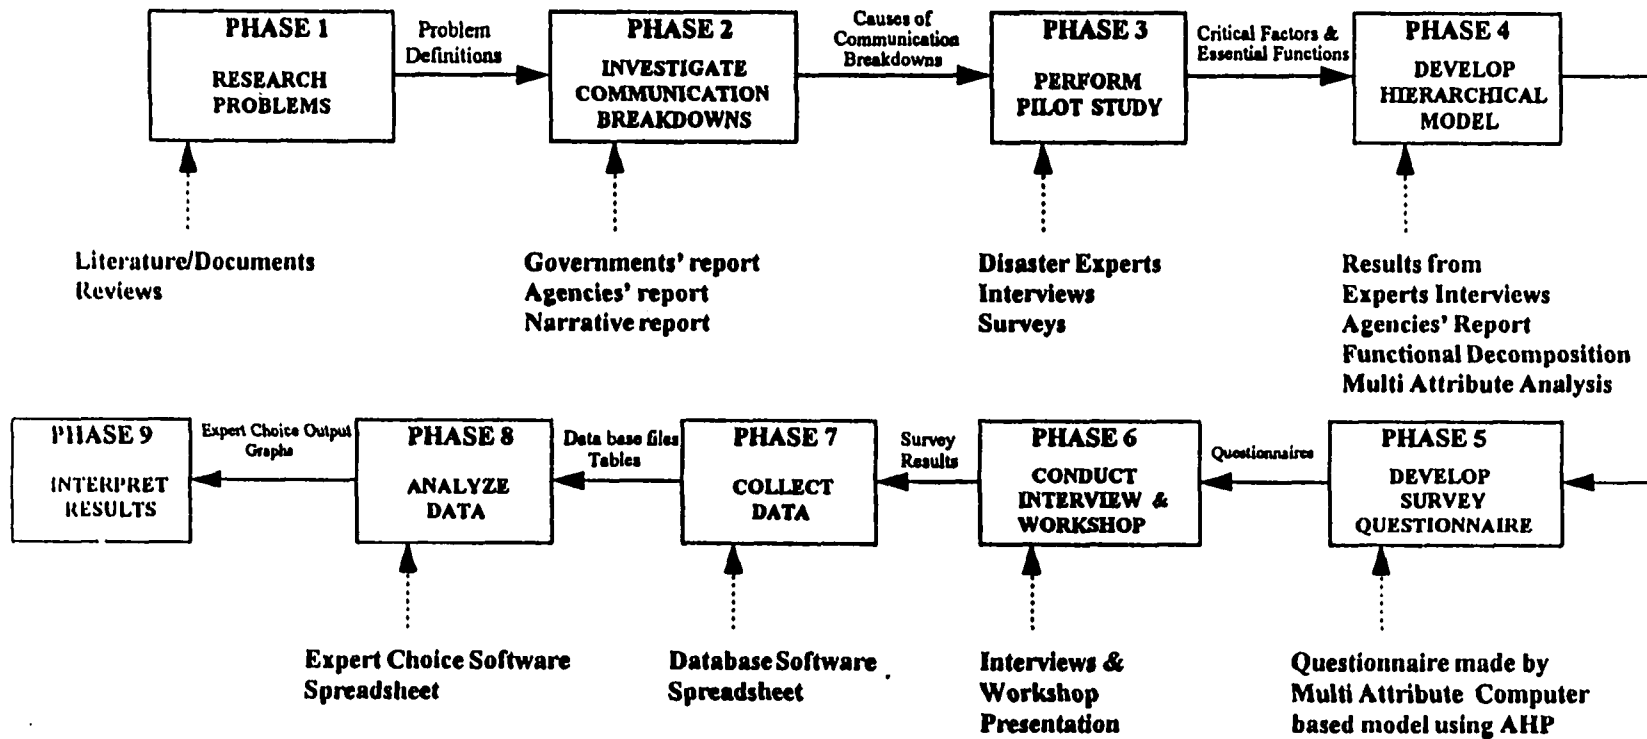 PHASE 1
RESEARCH
PROBLEMS
Problem
Definitions
PHASE 2
INVESTIGATE
COMMUNICATION
BREAKDOWNS
Causes of
Communication
Breakdowns
PHASE 3
PERFORM
PILOT STUDY
Critical Factors &
Essential Functions
PHASE 4
DEVELOP
HIERARCHICAL
MODEL
Literature/Documents
Reviews
Governments' report
Agencies' report
Narrative report
Disaster Experts
Interviews
Surveys
Results from
Experts Interviews
Agencies' Report
Functional Decomposition
Multi Attribute Analysis
PHASE 9
INTERPRET
RESULTS
Expert Choice Output
Graphs
PHASE 8
ANALYZE
DATA
Data base files
Tables
PHASE 7
COLLECT
DATA
Survey
Results
PHASE 6
CONDUCT
INTERVIEW &
WORKSHOP
Questionnaires
PHASE 5
DEVELOP
SURVEY
QUESTIONNAIRE
Expert Choice Software
Spreadsheet
Database Software
Spreadsheet
Interviews &
Workshop
Presentation
Questionnaire made by
Multi Attribute Computer
based model using AHP